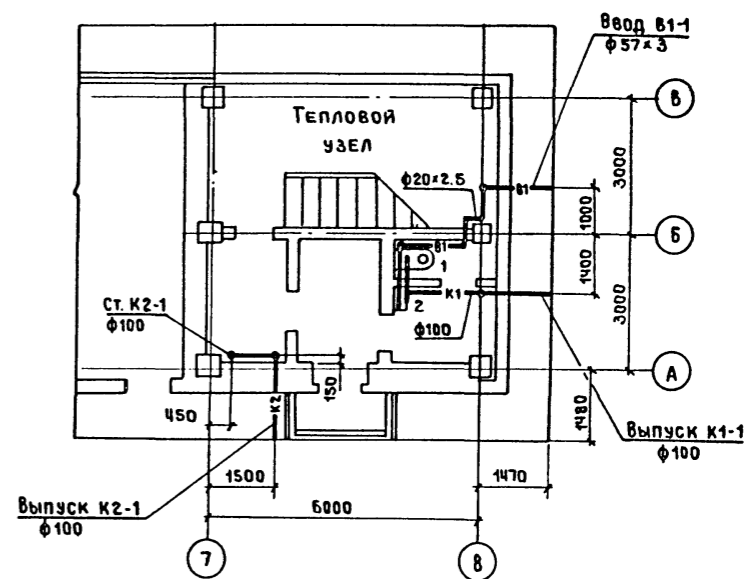 Ввод В1-1
ф57×3
Тепловой
узел
В
3000
ф20×2.5
В1
1000
Б
В1
1
1400
Ст. К2-1
ф100
К1
2
ф100
3000
150
А
450
К2
1480
Выпуск К1-1
ф100
1500
1470
Выпуск К2-1
ф100
6000
7
8